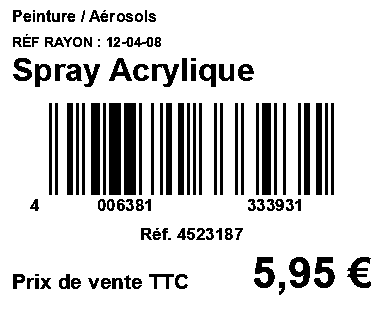 Peinture / Aérosols
RÉF RAYON : 12-04-08
Spray Acrylique
4 006381 333931
Réf. 4523187
Prix de vente TTC 5,95 €